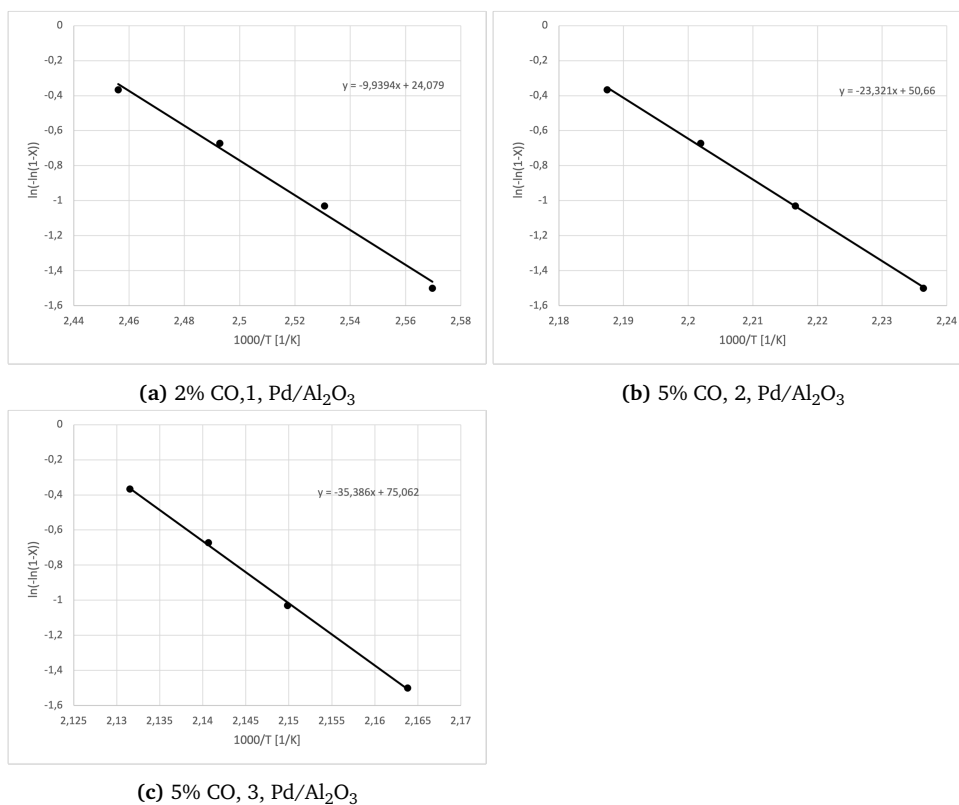 0
-0,2
-0,4
-0,6
-0,8
-1
-1,2
-1,4
-1,6
ln(-ln(1-X))
y = -9,9394x + 24,079
2,44 2,46 2,48 2,5 2,52 2,54 2,56 2,58
1000/T [1/K]
(a) 2% CO,1, Pd/Al₂O₃
0
-0,2
-0,4
-0,6
-0,8
-1
-1,2
-1,4
-1,6
ln(-ln(1-X))
y = -23,321x + 50,66
2,18 2,19 2,2 2,21 2,22 2,23 2,24
1000/T [1/K]
(b) 5% CO, 2, Pd/Al₂O₃
0
-0,2
-0,4
-0,6
-0,8
-1
-1,2
-1,4
-1,6
ln(-ln(1-X))
y = -35,386x + 75,062
2,125 2,13 2,135 2,14 2,145 2,15 2,155 2,16 2,165 2,17
1000/T [1/K]
(c) 5% CO, 3, Pd/Al₂O₃